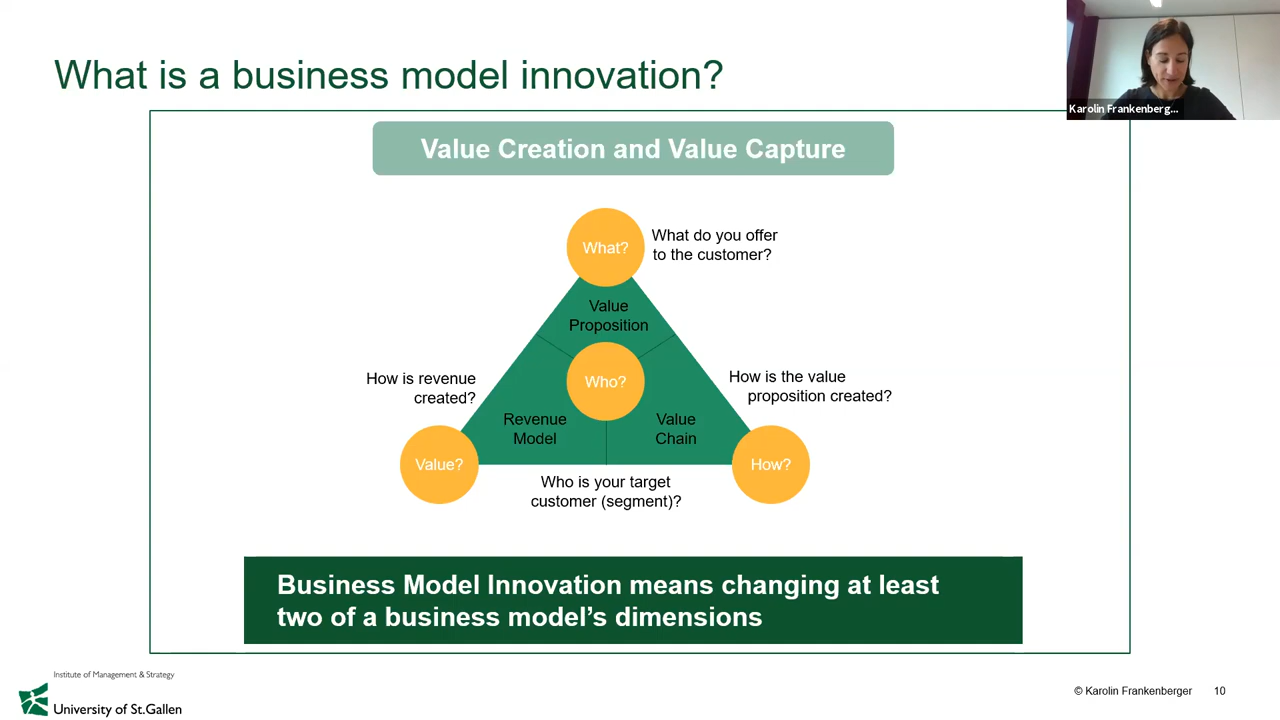 What is a business model innovation?
Karolin Frankenberg...
Value Creation and Value Capture
What?
What do you offer
to the customer?
Value
Proposition
Who?
How is revenue
created?
How is the value
proposition created?
Revenue
Model
Value
Chain
Value?
How?
Who is your target
customer (segment)?
Business Model Innovation means changing at least
two of a business model’s dimensions
Institute of Management & Strategy
University of St.Gallen
© Karolin Frankenberger
10